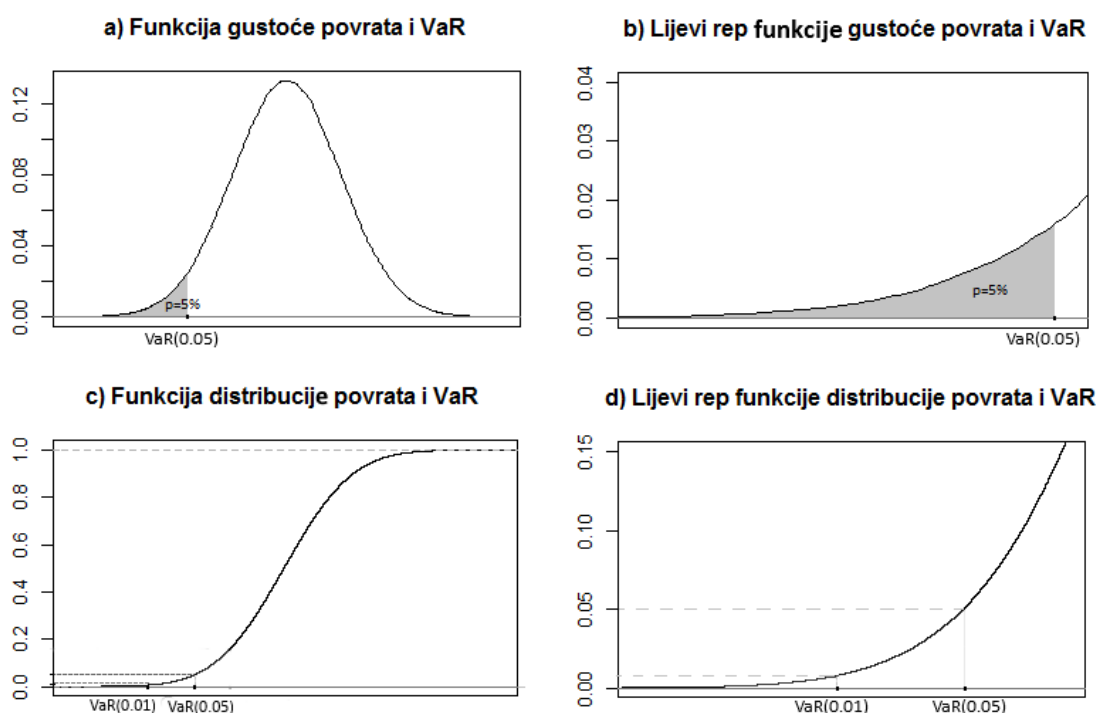 a) Funkcija gustoće povrata i VaR
0.12
0.08
0.04
0.00
p=5%
VaR(0.05)
b) Lijevi rep funkcije gustoće povrata i VaR
0.04
0.03
0.02
0.01
0.00
p=5%
VaR(0.05)
c) Funkcija distribucije povrata i VaR
1.0
0.8
0.6
0.4
0.2
0.0
VaR(0.01) VaR(0.05)
d) Lijevi rep funkcije distribucije povrata i VaR
0.15
0.10
0.05
0.00
VaR(0.01) VaR(0.05)